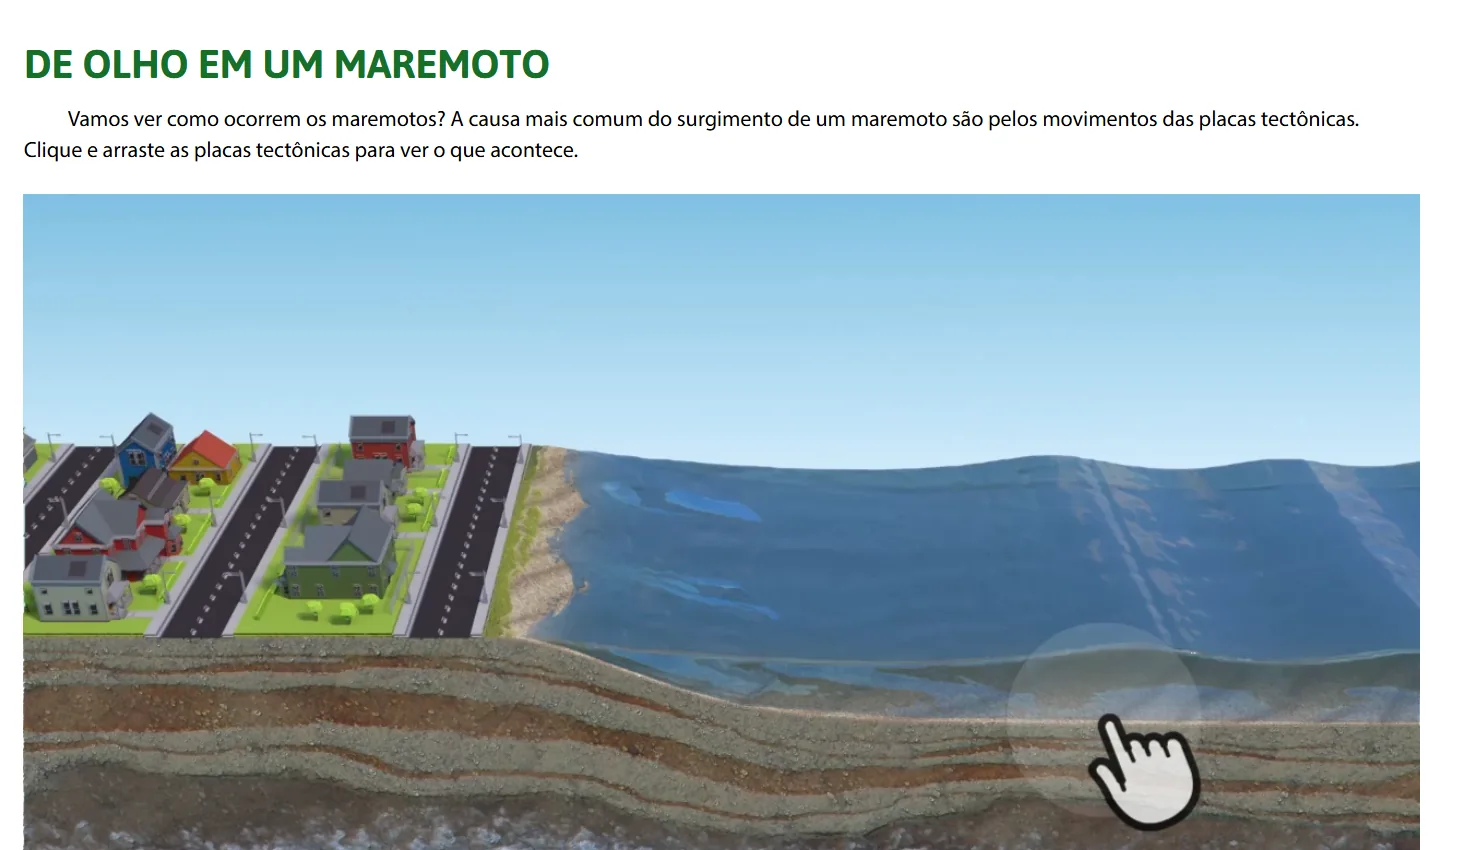 DE OLHO EM UM MAREMOTO
Vamos ver como ocorrem os maremotos? A causa mais comum do surgimento de um maremoto são pelos movimentos das placas tectônicas.
Clique e arraste as placas tectônicas para ver o que acontece.